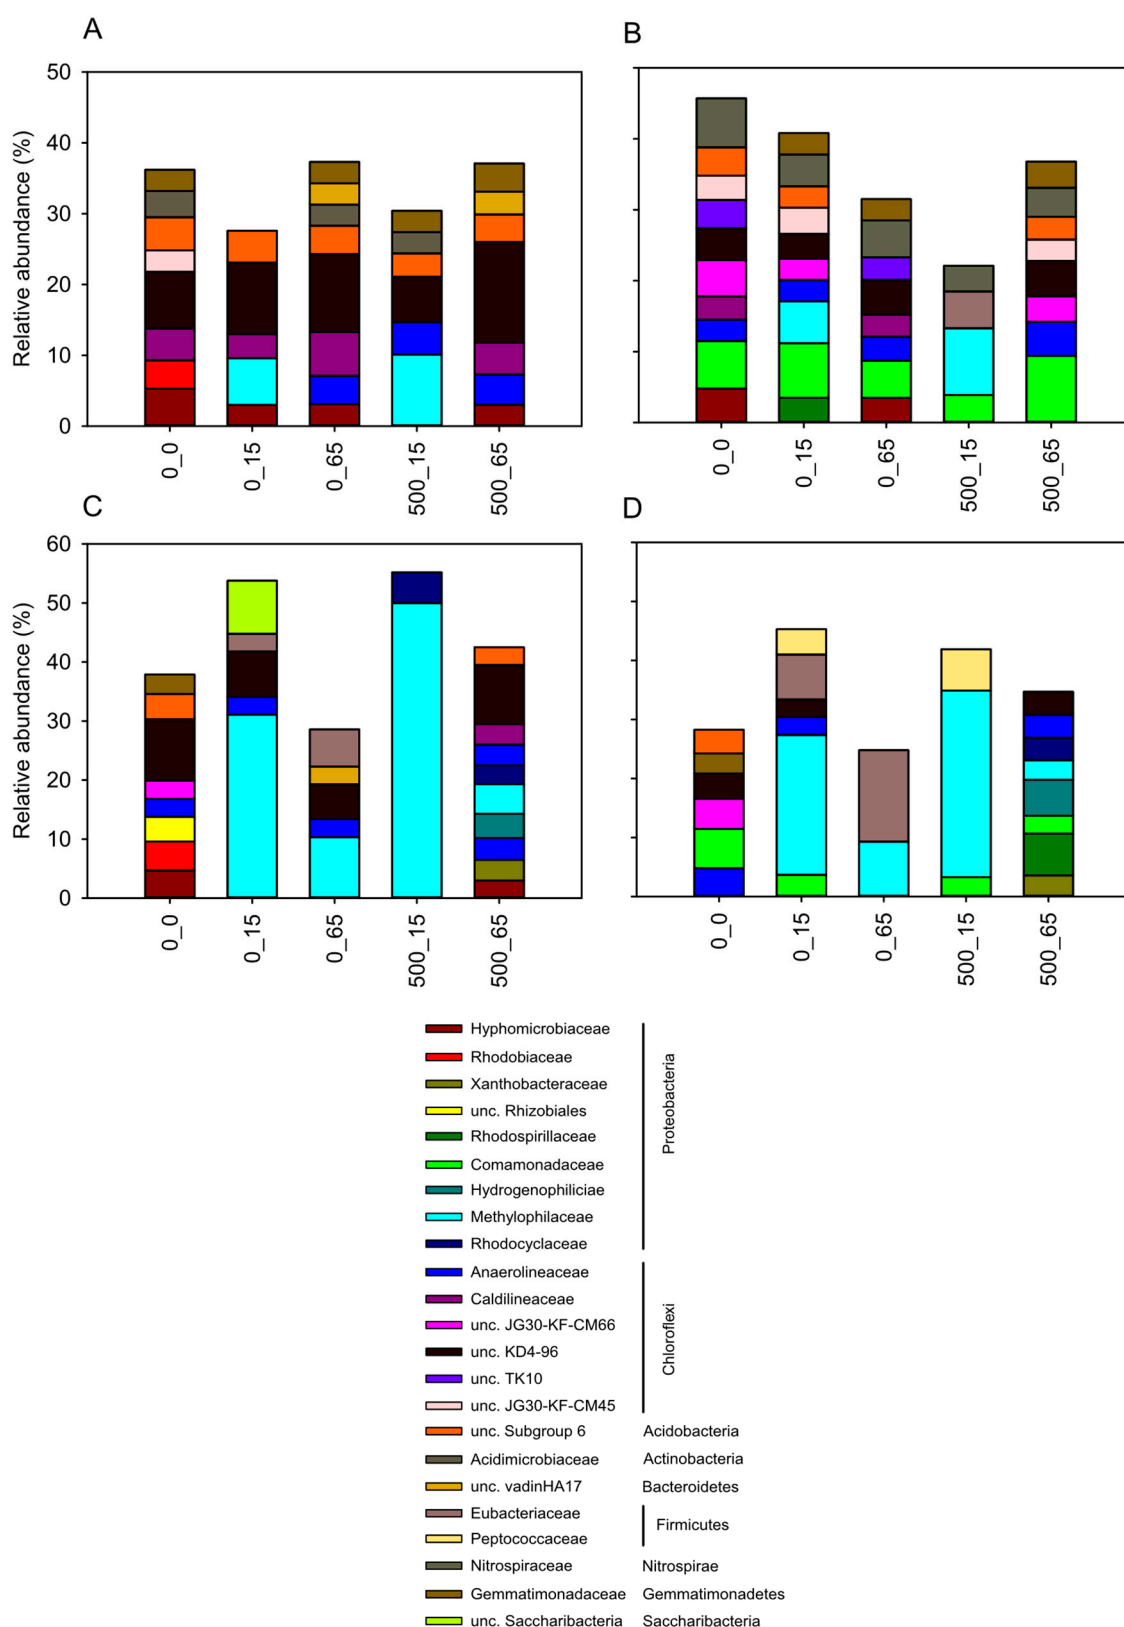 A
B
50
40
30
20
10
0
Relative abundance (%)
0_0
0_15
0_65
500_15
500_65
0_0
0_15
0_65
500_15
500_65
C
D
60
50
40
30
20
10
0
Relative abundance (%)
0_0
0_15
0_65
500_15
500_65
0_0
0_15
0_65
500_15
500_65
Hyphomicrobiaceae
Rhodobiaceae
Xanthobacteraceae
unc. Rhizobiales
Rhodospirillaceae
Comamonadaceae
Hydrogenophiliciae
Methylophilaceae
Rhodocyclaceae
Proteobacteria
Anaerolineaceae
Caldilineaceae
unc. JG30-KF-CM66
unc. KD4-96
unc. TK10
unc. JG30-KF-CM45
Chloroflexi
unc. Subgroup 6 Acidobacteria
Acidimicrobiaceae Actinobacteria
unc. vadinHA17 Bacteroidetes
Eubacteriaceae
Peptococcaceae
Firmicutes
Nitrospiraceae Nitrospirae
Gemmatimonadaceae Gemmatimonadetes
unc. Saccharibacteria Saccharibacteria